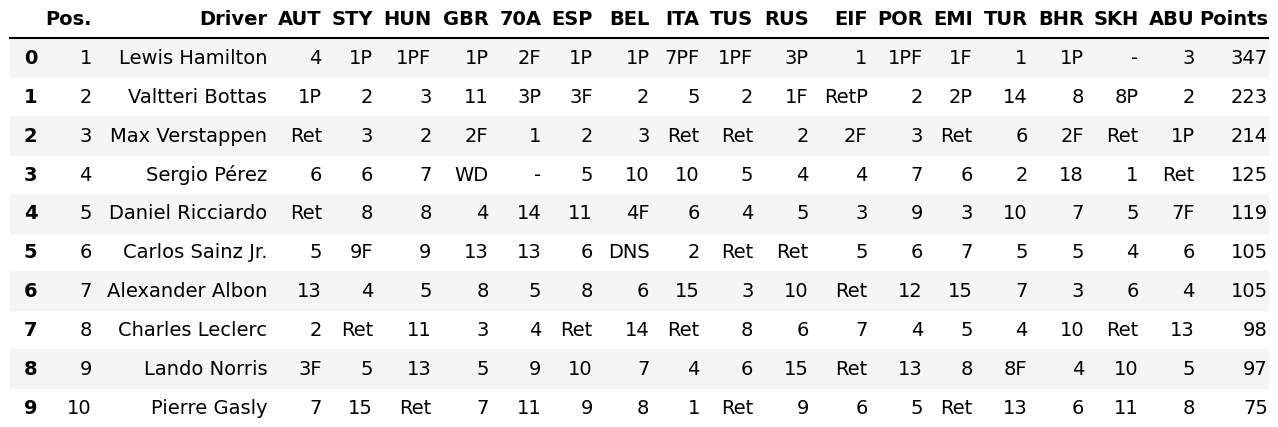 Pos. Driver AUT STY HUN GBR 70A ESP BEL ITA TUS RUS EIF POR EMI TUR BHR SKH ABU Points
0 1 Lewis Hamilton 4 1P 1PF 1P 2F 1P 1P 7PF 1PF 3P 1 1PF 1F 1 1P - 3 347
1 2 Valtteri Bottas 1P 2 3 11 3P 3F 2 5 2 1F RetP 2 2P 14 8 8P 2 223
2 3 Max Verstappen Ret 3 2 2F 1 2 3 Ret Ret 2 2F 3 Ret 6 2F Ret 1P 214
3 4 Sergio Pérez 6 6 7 WD - 5 10 10 5 4 4 7 6 2 18 1 Ret 125
4 5 Daniel Ricciardo Ret 8 8 4 14 11 4F 6 4 5 3 9 3 10 7 5 7F 119
5 6 Carlos Sainz Jr. 5 9F 9 13 13 6 DNS 2 Ret Ret 5 6 7 5 5 4 6 105
6 7 Alexander Albon 13 4 5 8 5 8 6 15 3 10 Ret 12 15 7 3 6 4 105
7 8 Charles Leclerc 2 Ret 11 3 4 Ret 14 Ret 8 6 7 4 5 4 10 Ret 13 98
8 9 Lando Norris 3F 5 13 5 9 10 7 4 6 15 Ret 13 8 8F 4 10 5 97
9 10 Pierre Gasly 7 15 Ret 7 11 9 8 1 Ret 9 6 5 Ret 13 6 11 8 75